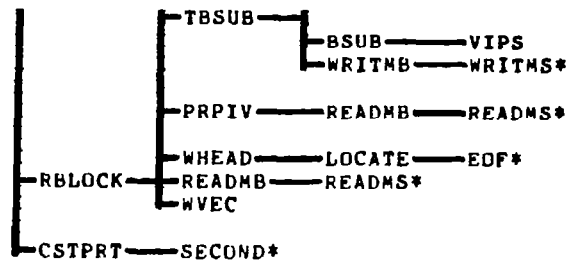 TBSUB
BSUB VIPS
WRITMB WRITMS*
PRPIV READMB READMS*
WHEAD LOCATE EOF*
RBLOCK READMB READMS*
WVEC
CSTPRT SECOND*